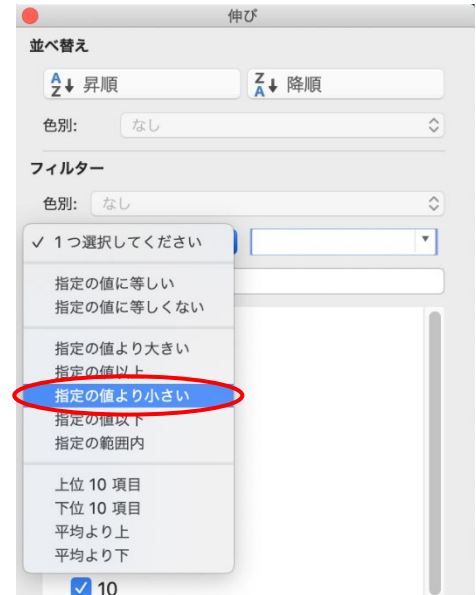 伸び
並べ替え
A Z↓ 昇順
Z A↓ 降順
色別: なし
フィルター
色別: なし
✓ 1つ選択してください
指定の値に等しい
指定の値に等しくない
指定の値より大きい
指定の値以上
指定の値より小さい
指定の値以下
指定の範囲内
上位 10 項目
下位 10 項目
平均より上
平均より下
10